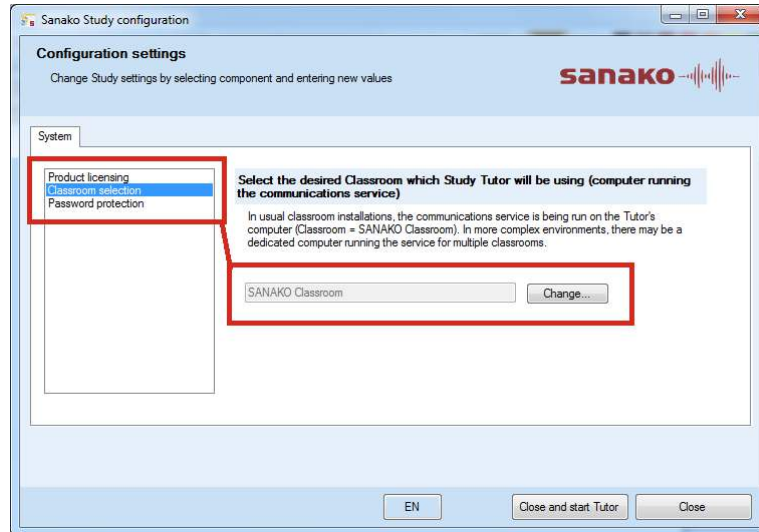 Sanako Study configuration
Configuration settings
Change Study settings by selecting component and entering new values
sanako
System
Product licensing
Classroom selection
Password protection
Select the desired Classroom which Study Tutor will be using (computer running
the communications service)
In usual classroom installations, the communications service is being run on the Tutor's
computer (Classroom = SANAKO Classroom). In more complex environments, there may be a
dedicated computer running the service for multiple classrooms.
SANAKO Classroom
Change...
EN
Close and start Tutor
Close